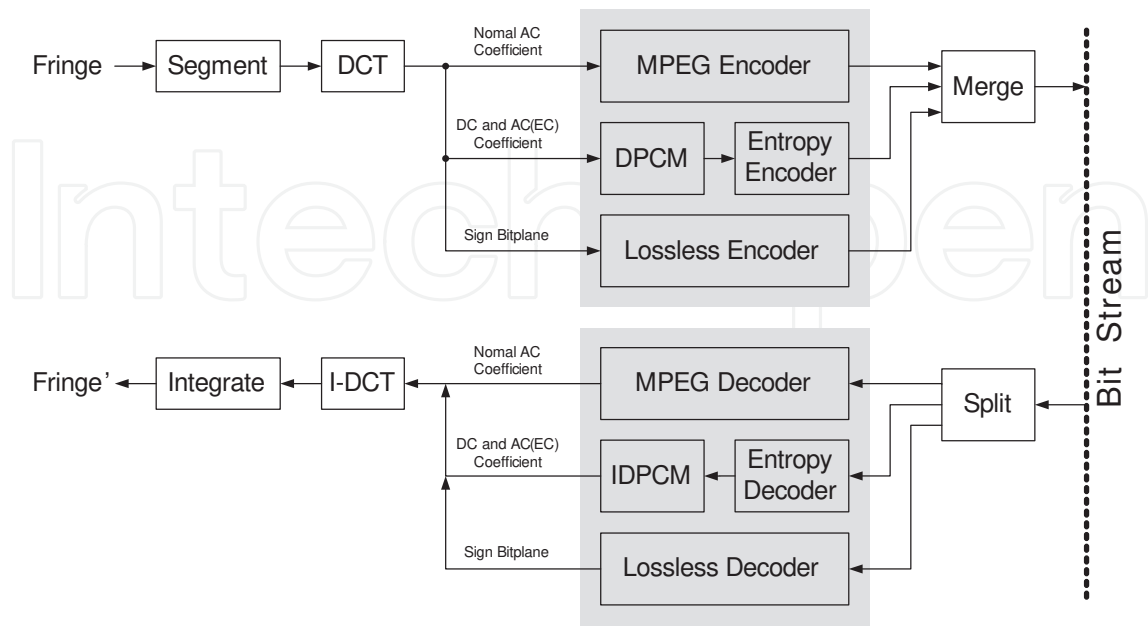 Nomal AC
Coefficient
Fringe
Segment
DCT
MPEG Encoder
Merge
DC and AC(EC)
Coefficient
DPCM
Entropy
Encoder
Sign Bitplane
Lossless Encoder
Bit Stream
Nomal AC
Coefficient
Fringe'
Integrate
I-DCT
MPEG Decoder
Split
DC and AC(EC)
Coefficient
IDPCM
Entropy
Decoder
Sign Bitplane
Lossless Decoder
IntechOpen